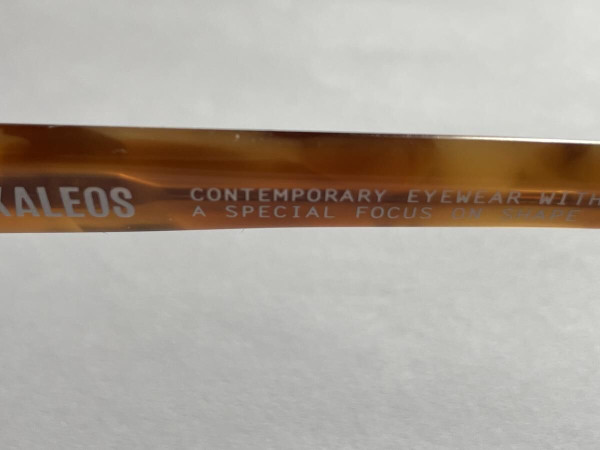 KALEOS
CONTEMPORARY EYEWEAR WITH
A SPECIAL FOCUS ON SHAPE